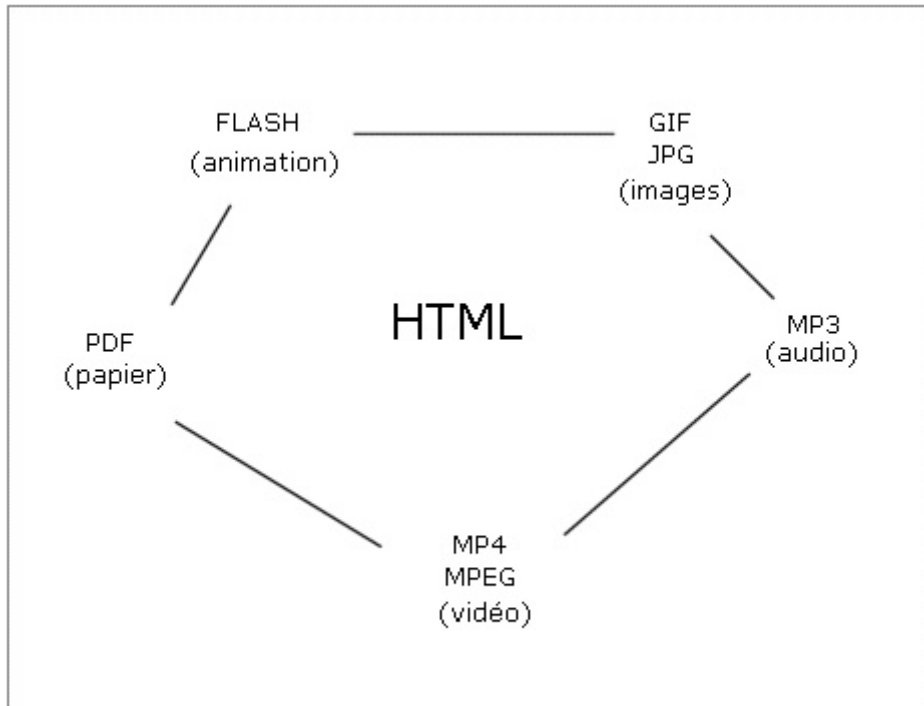 FLASH
(animation)
GIF
JPG
(images)
HTML
PDF
(papier)
MP3
(audio)
MP4
MPEG
(vidéo)